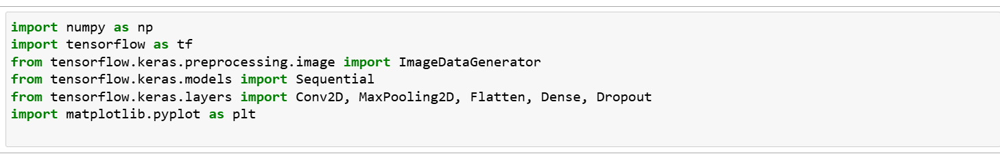 import numpy as np
import tensorflow as tf
from tensorflow.keras.preprocessing.image import ImageDataGenerator
from tensorflow.keras.models import Sequential
from tensorflow.keras.layers import Conv2D, MaxPooling2D, Flatten, Dense, Dropout
import matplotlib.pyplot as plt